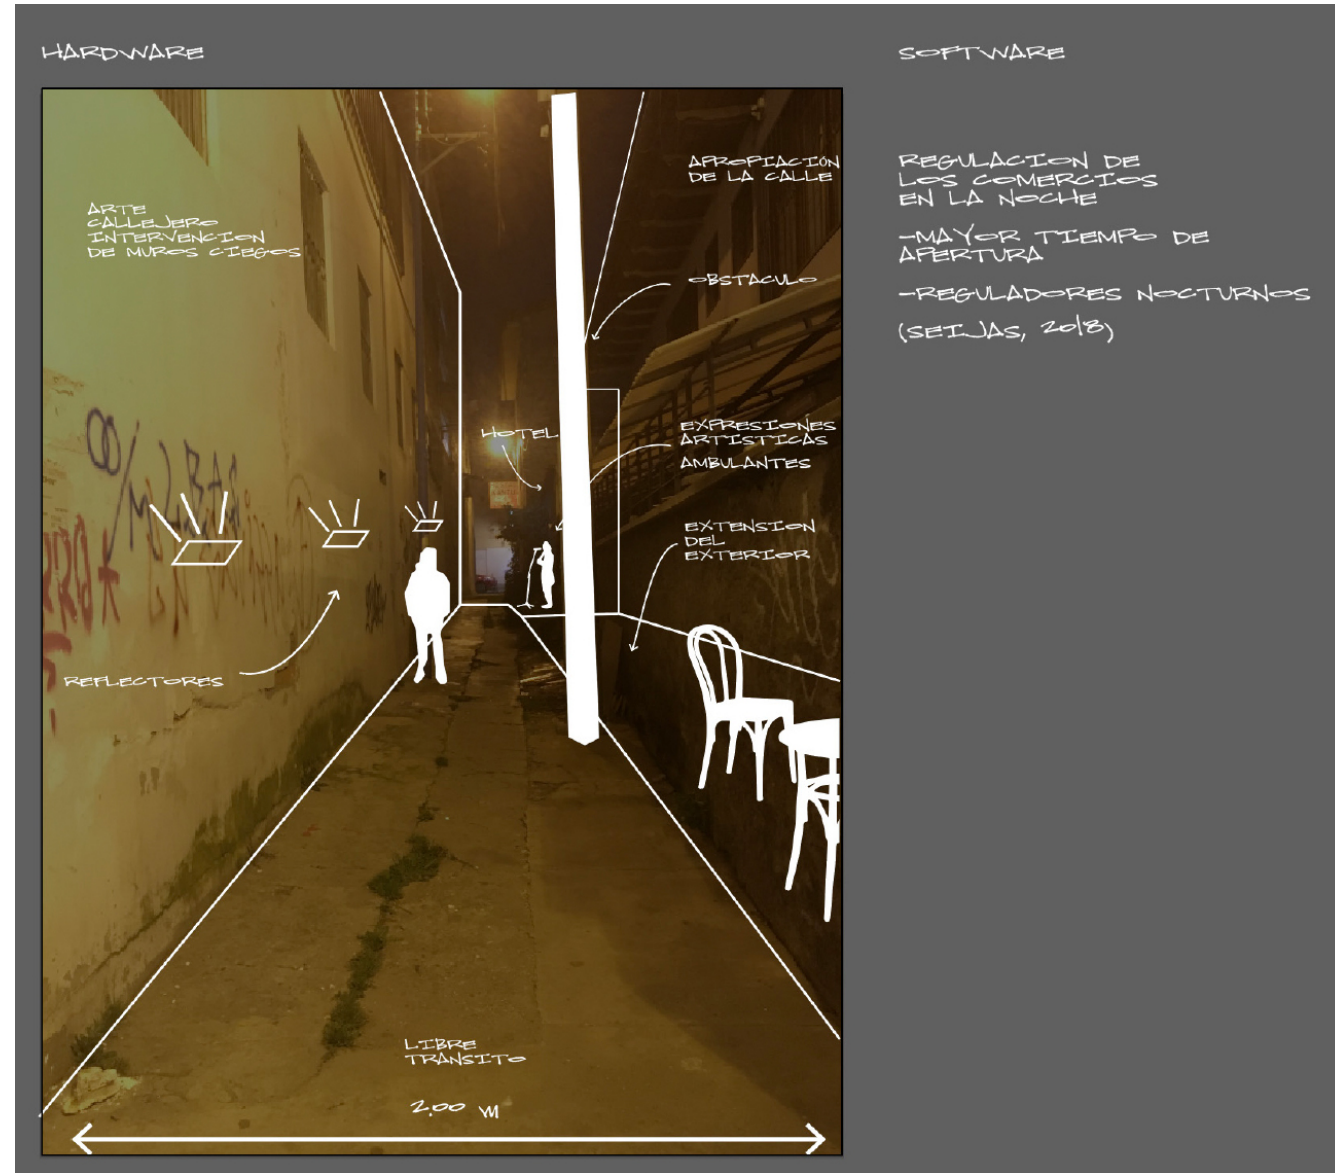 HARDWARE
SOFTWARE
ARTE
CALLEJERO
INTERVENCION
DE MUROS CIEGOS
APROPIACIÓN
DE LA CALLE
OBSTACULO
HOTEL
EXPRESIONES
ARTISTICAS
AMBULANTES
EXTENSION
DEL
EXTERIOR
REFLECTORES
LIBRE
TRANSITO
2.00 M
REGULACION DE
LOS COMERCIOS
EN LA NOCHE
-MAYOR TIEMPO DE
APERTURA
-REGULADORES NOCTURNOS
(SEIJAS, 2018)